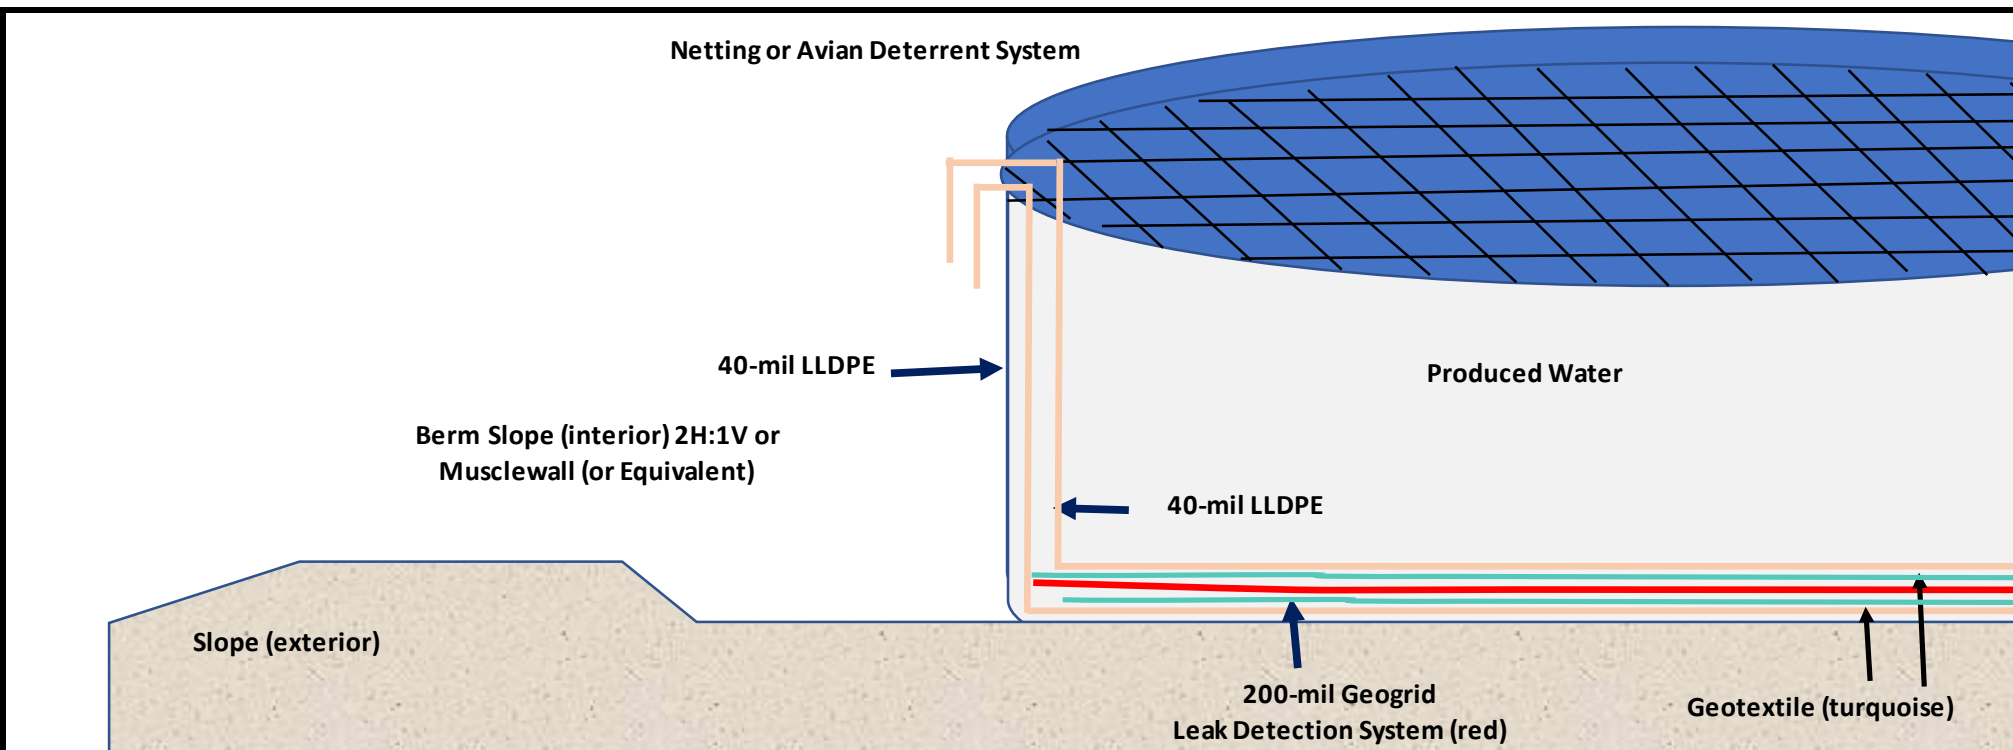 Netting or Avian Deterrent System
40-mil LLDPE
Produced Water
Berm Slope (interior) 2H:1V or
Musclewall (or Equivalent)
40-mil LLDPE
Slope (exterior)
200-mil Geogrid
Leak Detection System (red)
Geotextile (turquoise)